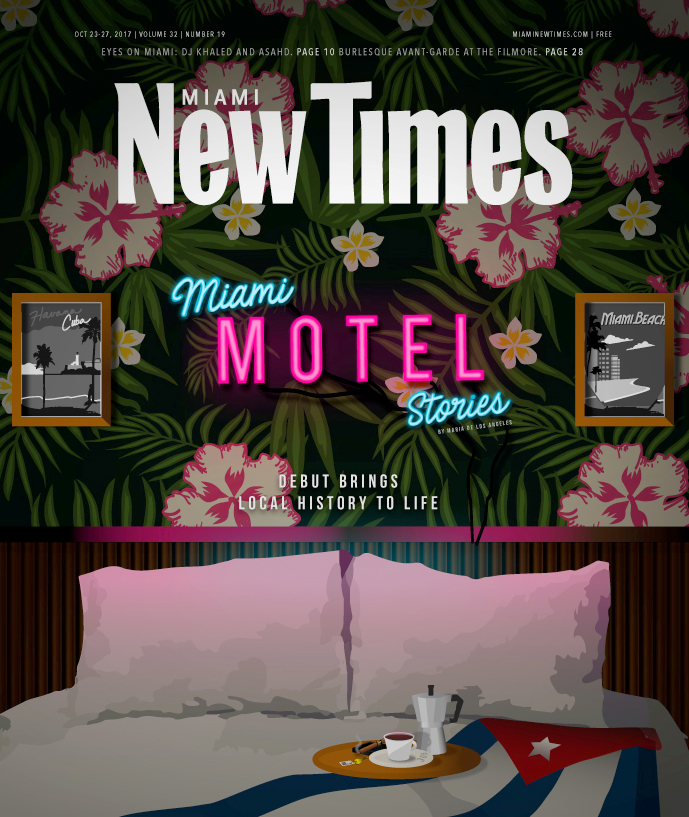 OCT 23-27, 2017 | VOLUME 32 | NUMBER 19
MIAMINEWTIMES.COM | FREE
EYES ON MIAMI: DJ KHALED AND ASAHD. PAGE 10 BURLESQUE AVANT-GARDE AT THE FILMORE. PAGE 28
MIAMI
New Times
Miami
MOTEL
Stories
BY MARIA DE LOS ANGELES
Havana
Cuba
MIAMI BEACH
DEBUT BRINGS
LOCAL HISTORY TO LIFE